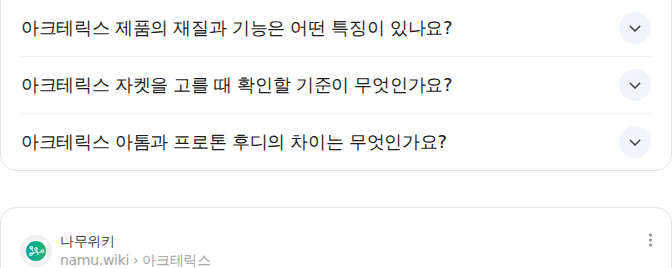 아크테릭스 제품의 재질과 기능은 어떤 특징이 있나요?
아크테릭스 자켓을 고를 때 확인할 기준이 무엇인가요?
아크테릭스 아톰과 프로톤 후디의 차이는 무엇인가요?
나무위키
namu.wiki › 아크테릭스